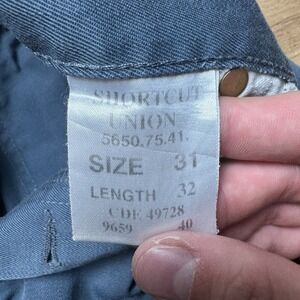 SHORTCUT
UNION
5650.75.41.
SIZE 31
LENGTH 32
CDE 49728
9659 40